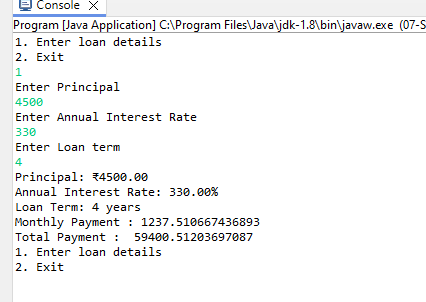 Console
Program [Java Application] C:\Program Files\Java\jdk-1.8\bin\javaw.exe (07-S
1. Enter loan details
2. Exit
1
Enter Principal
4500
Enter Annual Interest Rate
330
Enter Loan term
4
Principal: ₹4500.00
Annual Interest Rate: 330.00%
Loan Term: 4 years
Monthly Payment : 1237.510667436893
Total Payment :  59400.51203697087
1. Enter loan details
2. Exit